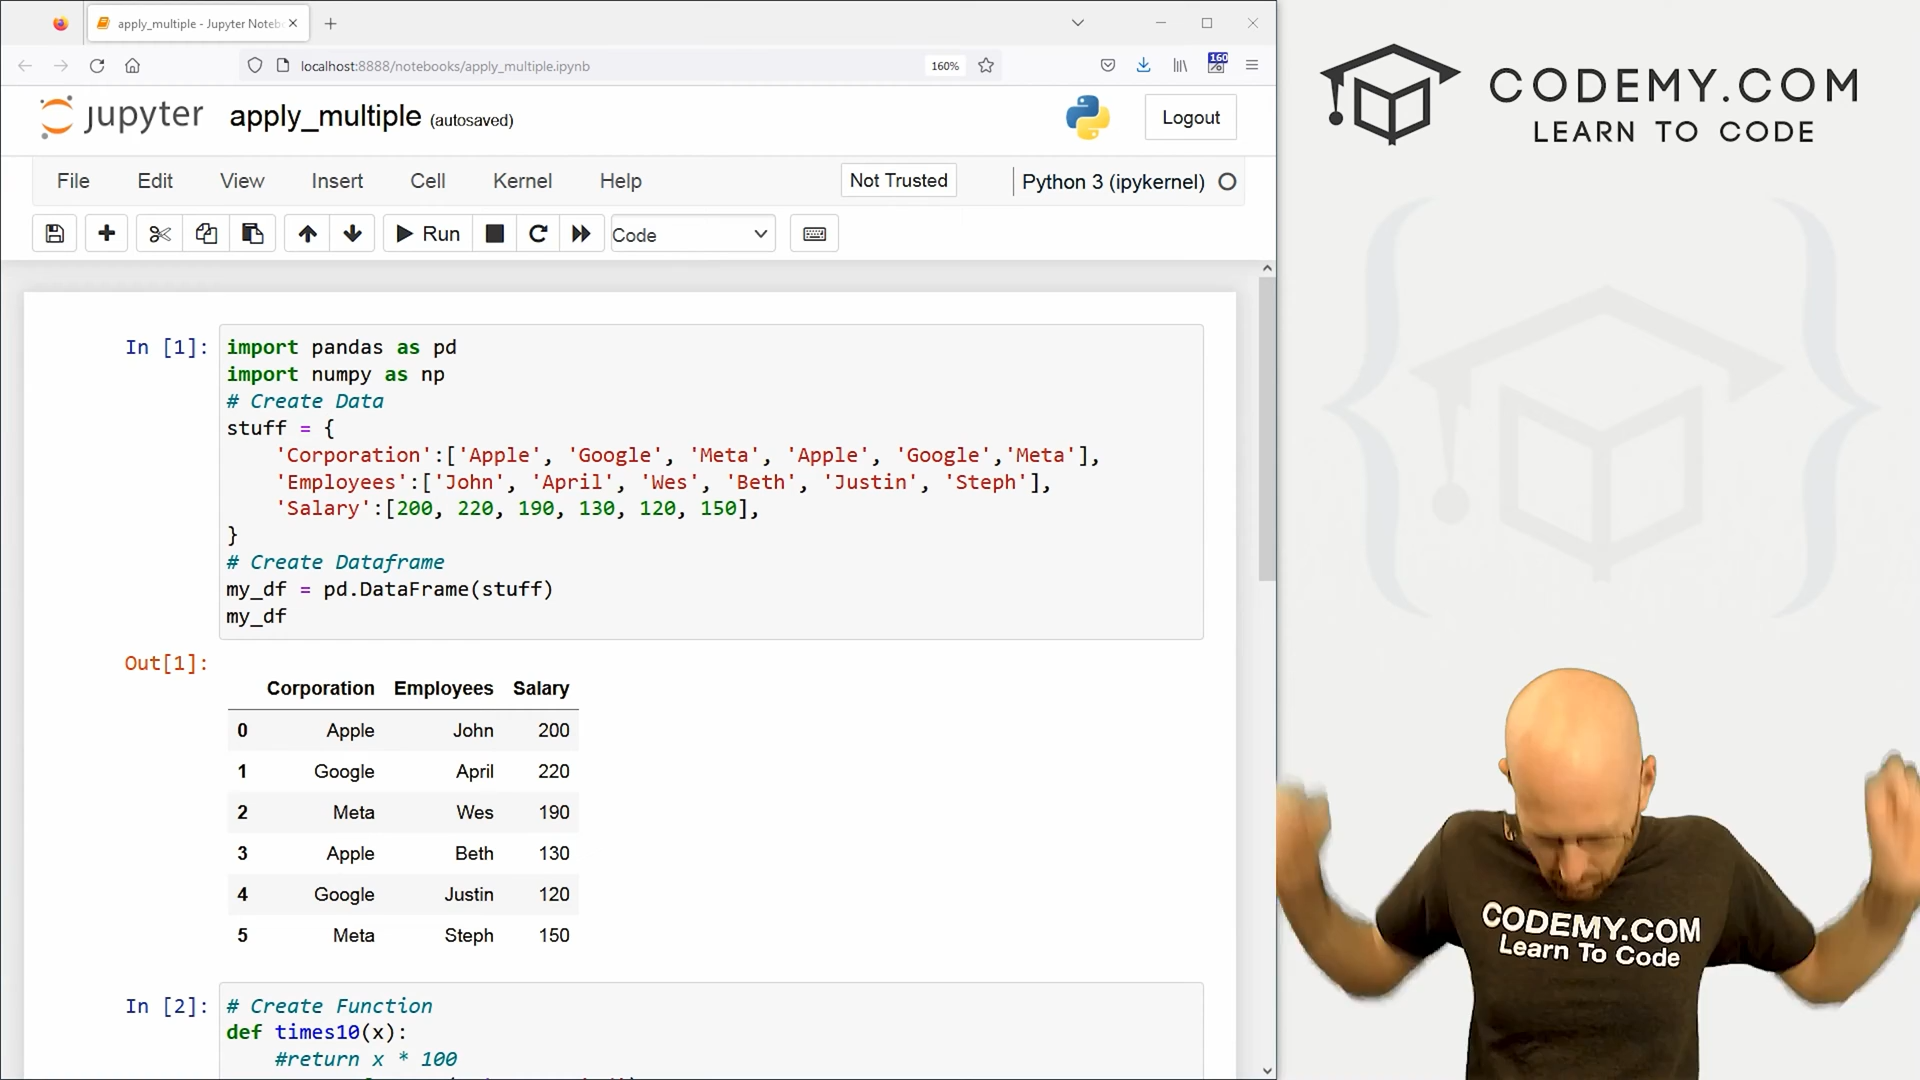 apply_multiple - Jupyter Noteb
localhost:8888/notebooks/apply_multiple.ipynb
160%
160
jupyter apply_multiple (autosaved)
Logout
File Edit View Insert Cell Kernel Help
Not Trusted
Python 3 (ipykernel)
Run
Code
In [1]:
import pandas as pd
import numpy as np
# Create Data
stuff = {
'Corporation':['Apple', 'Google', 'Meta', 'Apple', 'Google','Meta'],
'Employees':['John', 'April', 'Wes', 'Beth', 'Justin', 'Steph'],
'Salary':[200, 220, 190, 130, 120, 150],
}
# Create Dataframe
my_df = pd.DataFrame(stuff)
my_df
Out[1]:
Corporation Employees Salary
0 Apple John 200
1 Google April 220
2 Meta Wes 190
3 Apple Beth 130
4 Google Justin 120
5 Meta Steph 150
In [2]:
# Create Function
def times10(x):
#return x * 100
CODEMY.COM
LEARN TO CODE
CODEMY.COM
Learn To Code